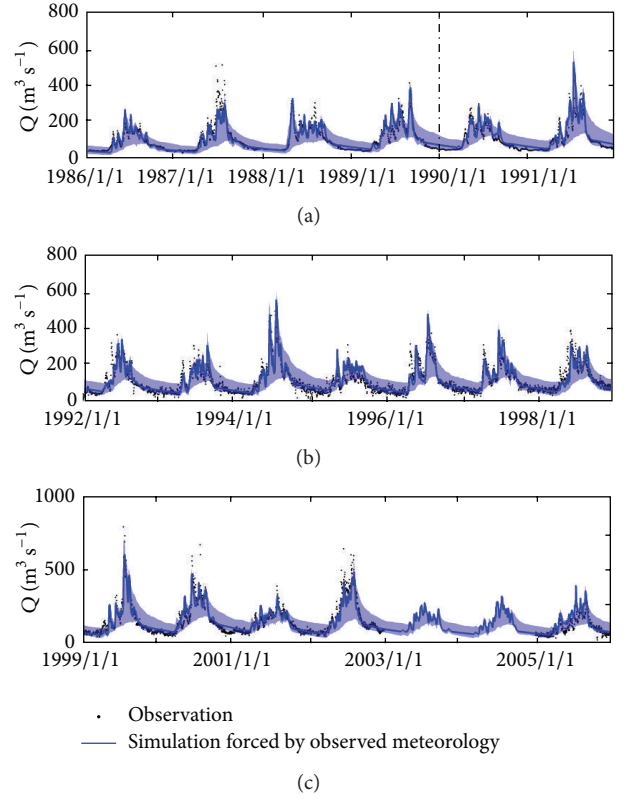 800
600
400
200
0
Q (m³ s⁻¹)
1986/1/1 1987/1/1 1988/1/1 1989/1/1 1990/1/1 1991/1/1
(a)
800
600
400
200
0
Q (m³ s⁻¹)
1992/1/1 1994/1/1 1996/1/1 1998/1/1
(b)
1000
500
0
Q (m³ s⁻¹)
1999/1/1 2001/1/1 2003/1/1 2005/1/1
Observation
Simulation forced by observed meteorology
(c)